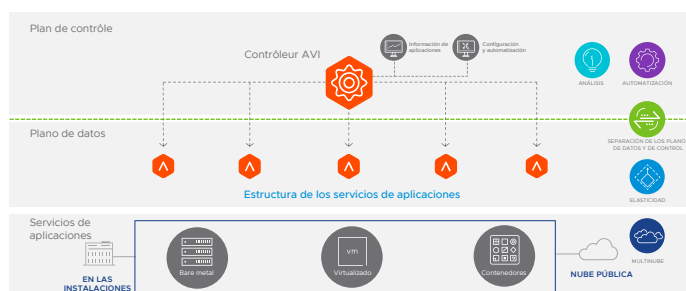 Plan de contrôle
Contrôleur AVI
Información de
aplicaciones
Configuración
y automatización
ANÁLISIS
AUTOMATIZACIÓN
Plano de datos
SEPARACIÓN DE LOS PLANO
DE DATOS Y DE CONTROL
Estructura de los servicios de aplicaciones
ELASTICIDAD
Servicios de
aplicaciones
EN LAS
INSTALACIONES
Bare metal
vm
Virtualizado
Contenedores
NUBE PÚBLICA
MULTINUBE